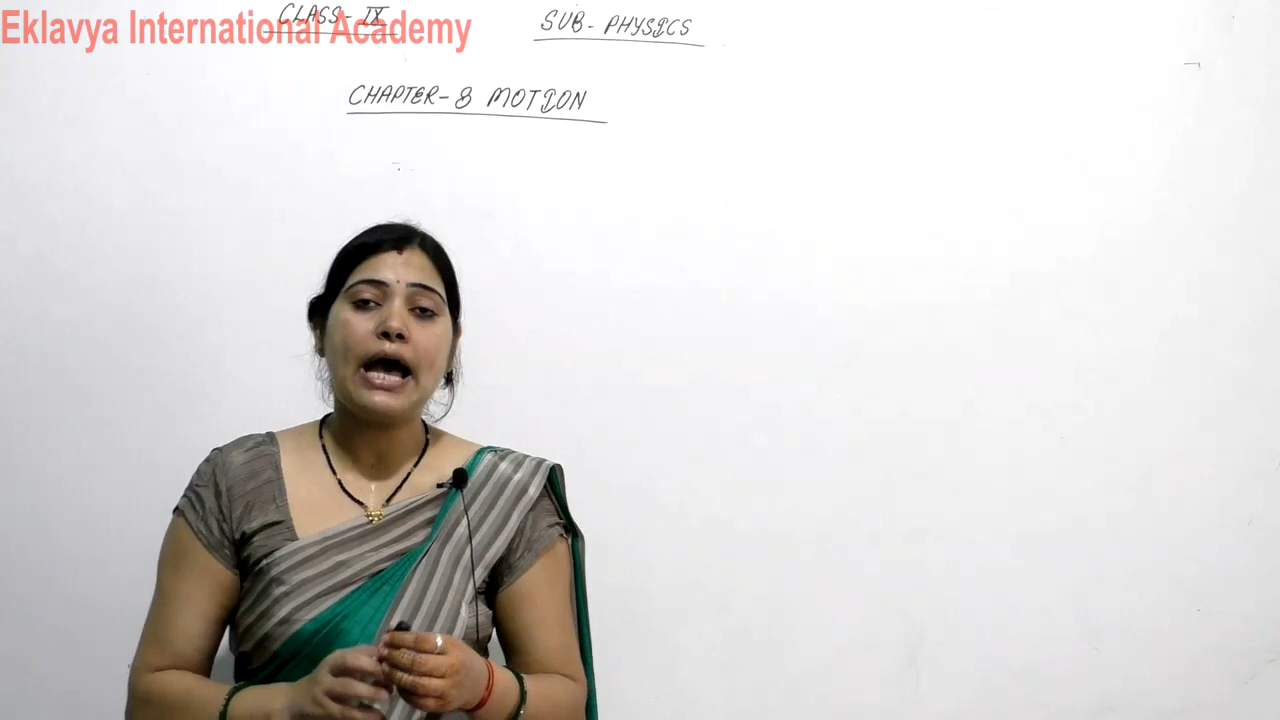 Eklavya International Academy
CLASS-IX SUB-PHYSICS
CHAPTER-8 MOTION